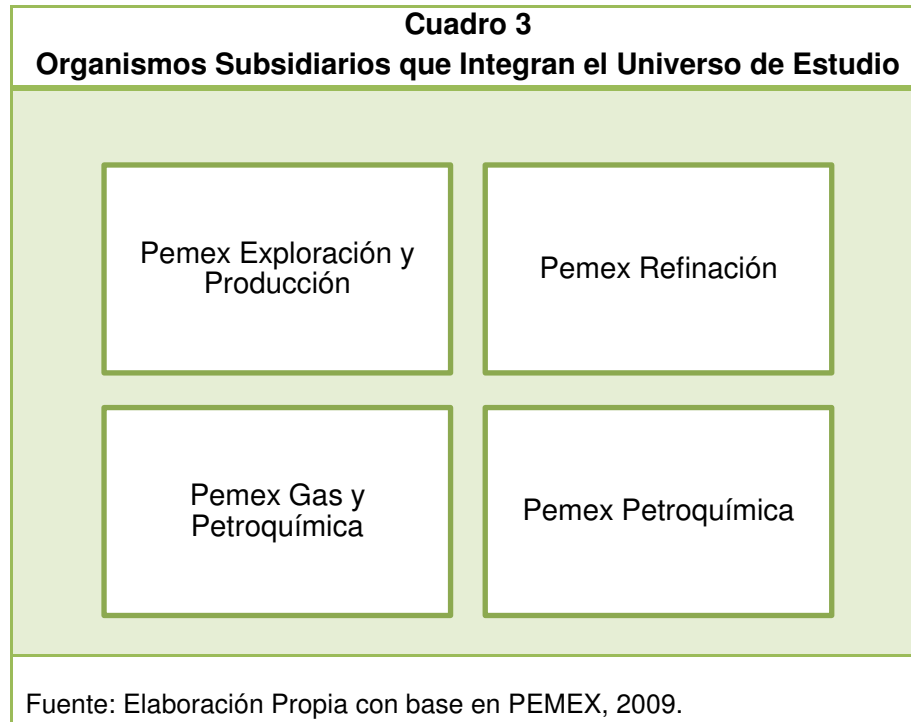 Cuadro 3
Organismos Subsidiarios que Integran el Universo de Estudio
Pemex Exploración y
Producción
Pemex Refinación
Pemex Gas y
Petroquímica
Pemex Petroquímica
Fuente: Elaboración Propia con base en PEMEX, 2009.